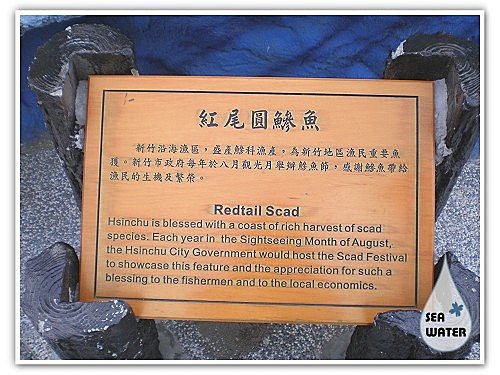 紅尾圓鰺魚
新竹沿海漁區，盛產鰺科漁產，為新竹地區漁民重要魚
獲。新竹市政府每年於八月觀光月舉辦鰺魚節，感謝鰺魚帶給
漁民的生機及繁榮。
Redtail Scad
Hsinchu is blessed with a coast of rich harvest of scad
species. Each year in the Sightseeing Month of August,
the Hsinchu City Government would host the Scad Festival
to showcase this feature and the appreciation for such a
blessing to the fishermen and to the local economics.
SEA
WATER